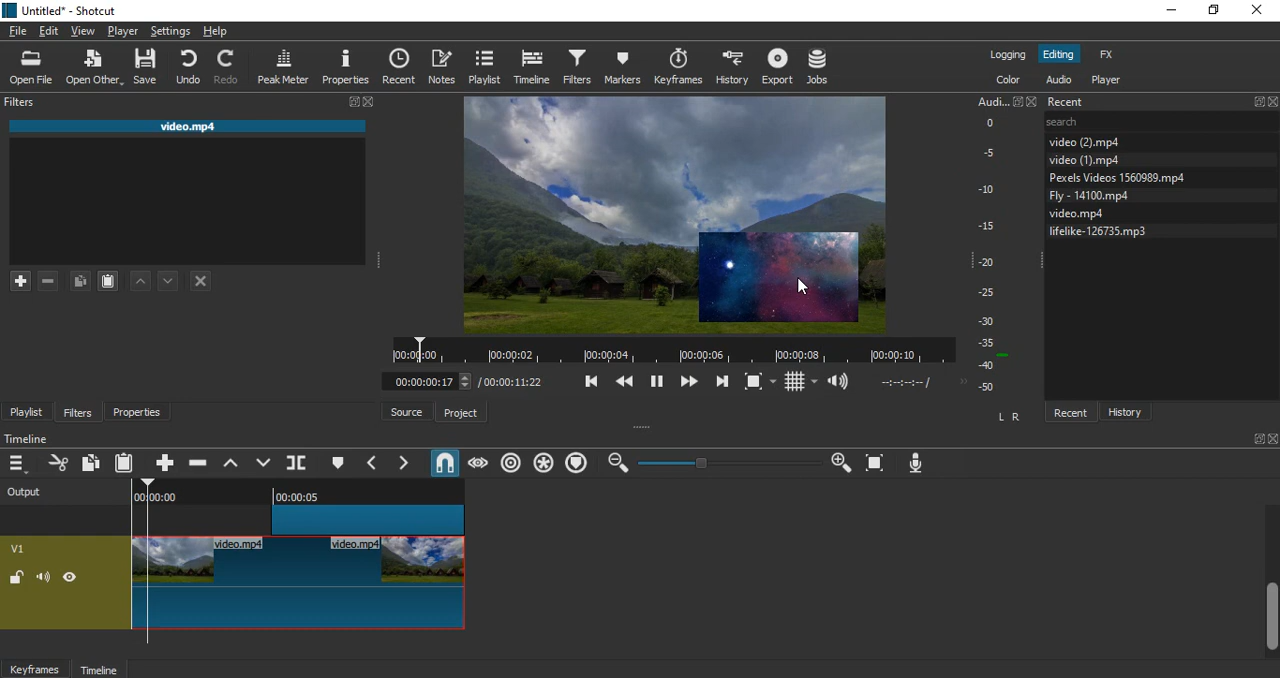 Untitled* - Shotcut
File Edit View Player Settings Help
Open File Open Other... Save Undo Redo Peak Meter Properties Recent Notes Playlist Timeline Filters Markers Keyframes History Export Jobs
Logging Editing FX
Color Audio Player
Filters
video.mp4
Audi...
0
-5
-10
-15
-20
-25
-30
-35
-40
-50
L R
Recent
search
video (2).mp4
video (1).mp4
Pexels Videos 1560989.mp4
Fly - 14100.mp4
video.mp4
lifelike-126735.mp3
00:00:00 00:00:02 00:00:04 00:00:06 00:00:08 00:00:10
00:00:00:17 / 00:00:11:22
--:--:--:-- /
Playlist Filters Properties
Source Project
Recent History
Timeline
Output
00:00:00 00:00:05
V1
video.mp4 video.mp4
Keyframes Timeline